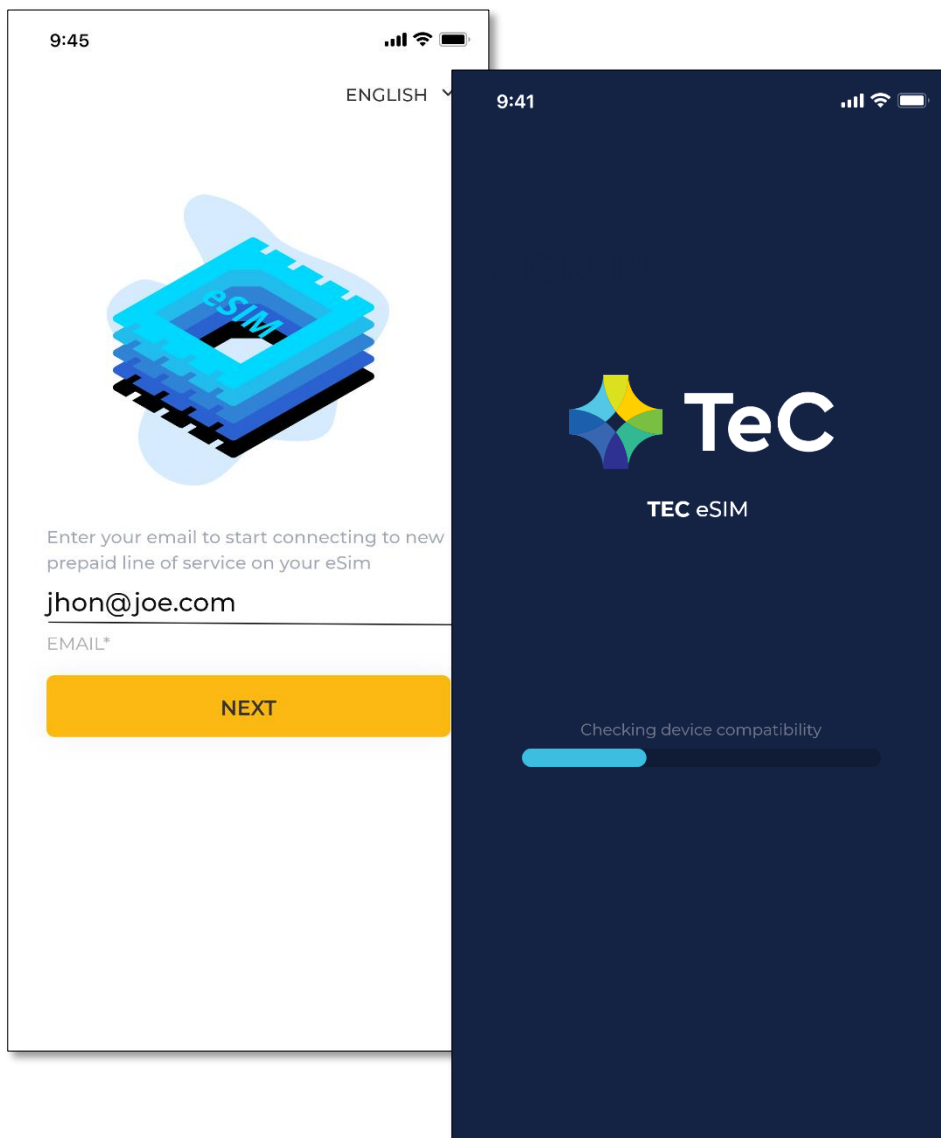 9:45
ENGLISH
eSIM
Enter your email to start connecting to new
prepaid line of service on your eSim
jhon@joe.com
EMAIL*
NEXT
9:41
TeC
TEC eSIM
Checking device compatibility